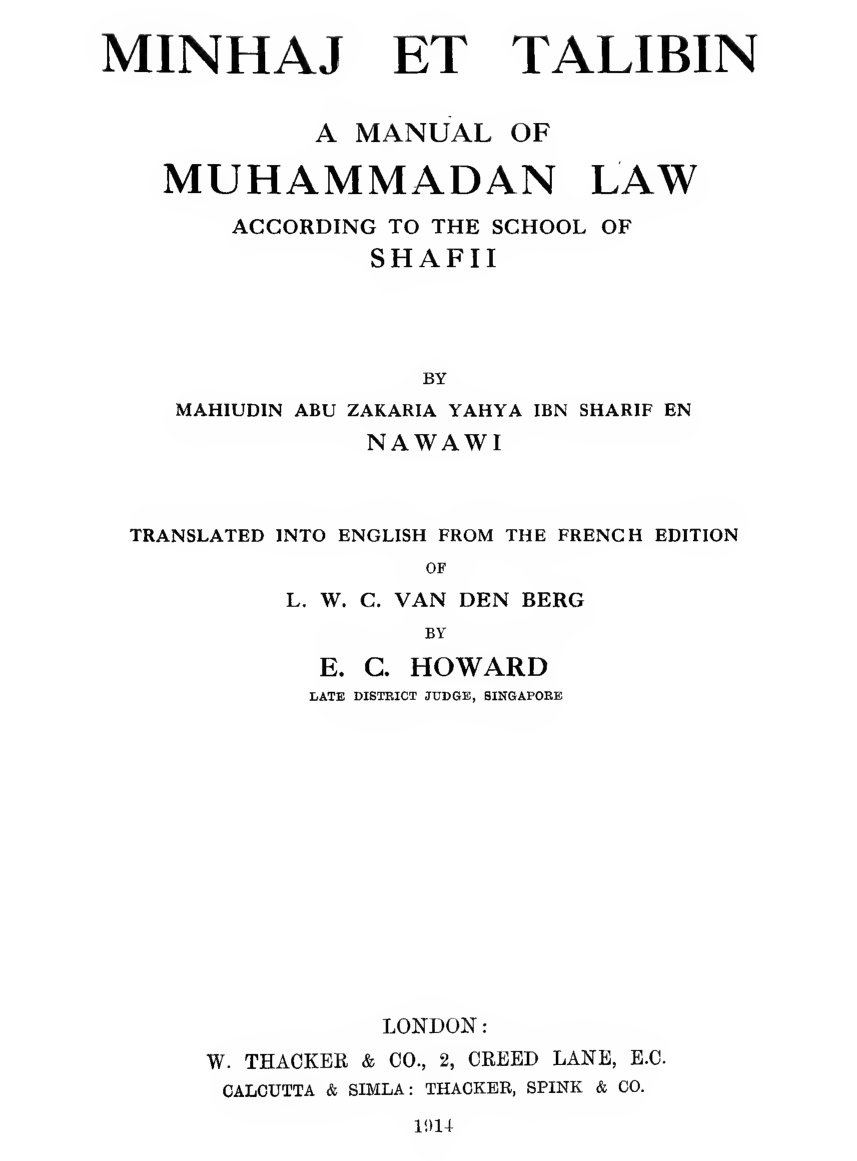 MINHAJ ET TALIBIN
A MANUAL OF
MUHAMMADAN LAW
ACCORDING TO THE SCHOOL OF
SHAFII
BY
MAHIUDIN ABU ZAKARIA YAHYA IBN SHARIF EN
NAWAWI
TRANSLATED INTO ENGLISH FROM THE FRENCH EDITION
OF
L. W. C. VAN DEN BERG
BY
E. C. HOWARD
LATE DISTRICT JUDGE, SINGAPORE
LONDON:
W. THACKER & CO., 2, CREED LANE, E.C.
CALCUTTA & SIMLA: THACKER, SPINK & CO.
1914